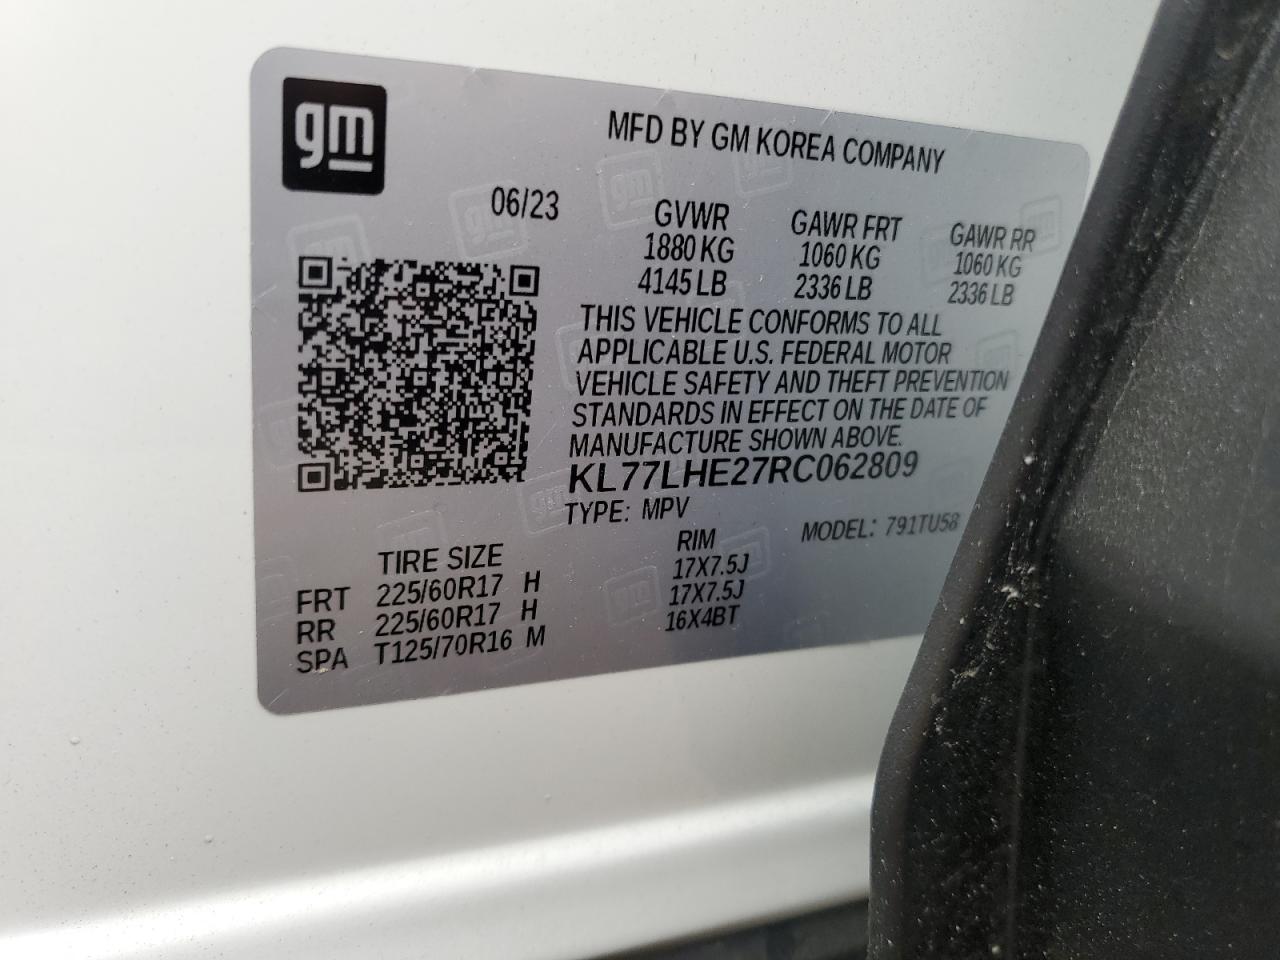 gm
MFD BY GM KOREA COMPANY
06/23
GVWR GAWR FRT GAWR RR
1880 KG 1060 KG 1060 KG
4145 LB 2336 LB 2336 LB
THIS VEHICLE CONFORMS TO ALL
APPLICABLE U.S. FEDERAL MOTOR
VEHICLE SAFETY AND THEFT PREVENTION
STANDARDS IN EFFECT ON THE DATE OF
MANUFACTURE SHOWN ABOVE.
KL77LHE27RC062809
TYPE: MPV MODEL: 791TU58
TIRE SIZE RIM
FRT 225/60R17 H 17X7.5J
RR 225/60R17 H 17X7.5J
SPA T125/70R16 M 16X4BT